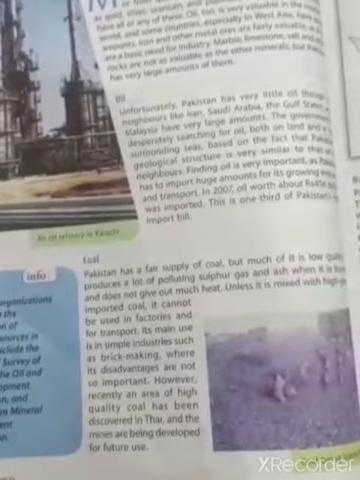 as gold, silver, uranium, and
have all or any of these. Oil, too, is very valuable in the
world, and some countries, especially in West Asia, have
amounts. Iron and other metal ores are fairly valuable,
are a basic need for industry. Marble, limestone, salt and
rocks are not as valuable as the other minerals, but
has very large amounts of them.
Oil
Unfortunately, Pakistan has very little oil though
neighbours like Iran, Saudi Arabia, the Gulf States
Malaysia have very large amounts. The government
desperately searching for oil, both on land and
surrounding seas, based on the fact that
geological structure is very similar to that
neighbours. Finding oil is very important, as
has to import huge amounts for its growing
and transport. In 2007, oil worth about
was imported. This is one third of Pakistan's
import bill.
An oil refinery in Karachi
Coal
Pakistan has a fair supply of coal, but much of it is low quality
produces a lot of polluting sulphur gas and ash when it is
and does not give out much heat. Unless it is mixed with
imported coal, it cannot
be used in factories and
for transport. Its main use
is in simple industries such
as brick-making, where
its disadvantages are not
so important. However,
recently an area of high
quality coal has been
discovered in Thar, and the
mines are being developed
for future use.
info
organizations
the
of
Survey of
Oil and
and
Mineral
XRecorder